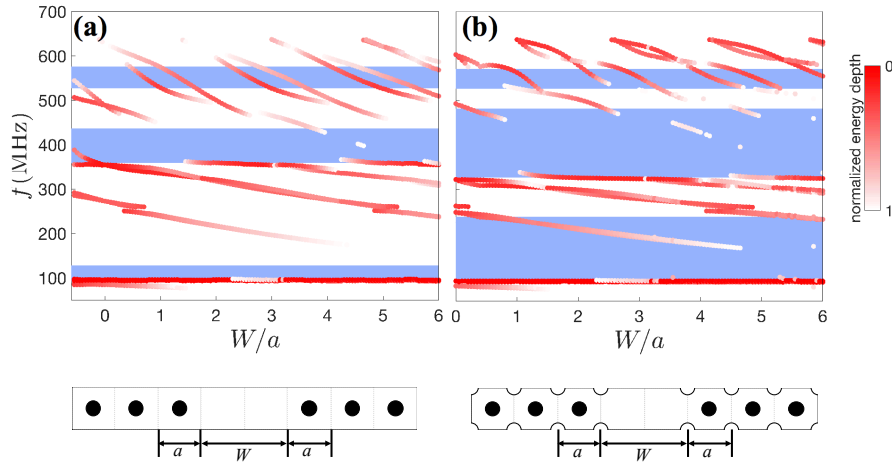 (a)
(b)
700
600
500
400
300
200
100
f (MHz)
0 1 2 3 4 5 6
W/a
0 1 2 3 4 5 6
W/a
0
1
normalized energy depth
a W a
a W a